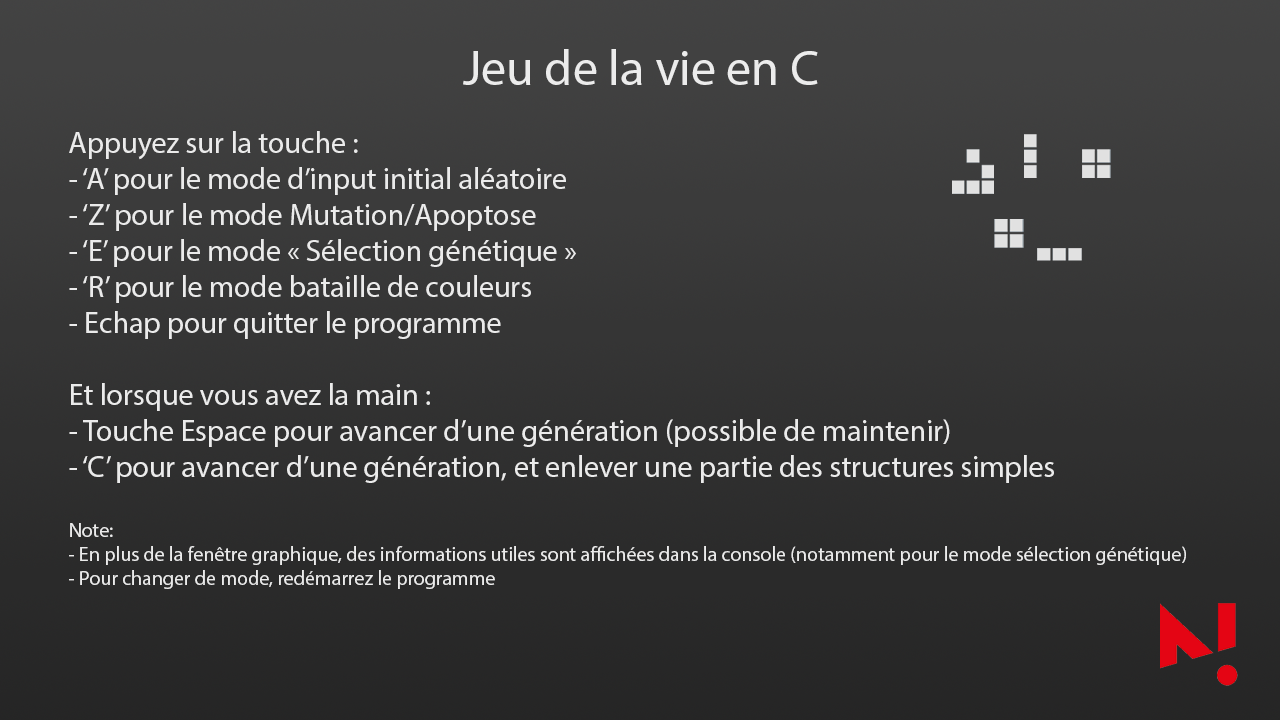 Jeu de la vie en C
Appuyez sur la touche :
- ‘A’ pour le mode d’input initial aléatoire
- ‘Z’ pour le mode Mutation/Apoptose
- ‘E’ pour le mode « Sélection génétique »
- ‘R’ pour le mode bataille de couleurs
- Echap pour quitter le programme
Et lorsque vous avez la main :
- Touche Espace pour avancer d’une génération (possible de maintenir)
- ‘C’ pour avancer d’une génération, et enlever une partie des structures simples
Note:
- En plus de la fenêtre graphique, des informations utiles sont affichées dans la console (notamment pour le mode sélection génétique)
- Pour changer de mode, redémarrez le programme
N!